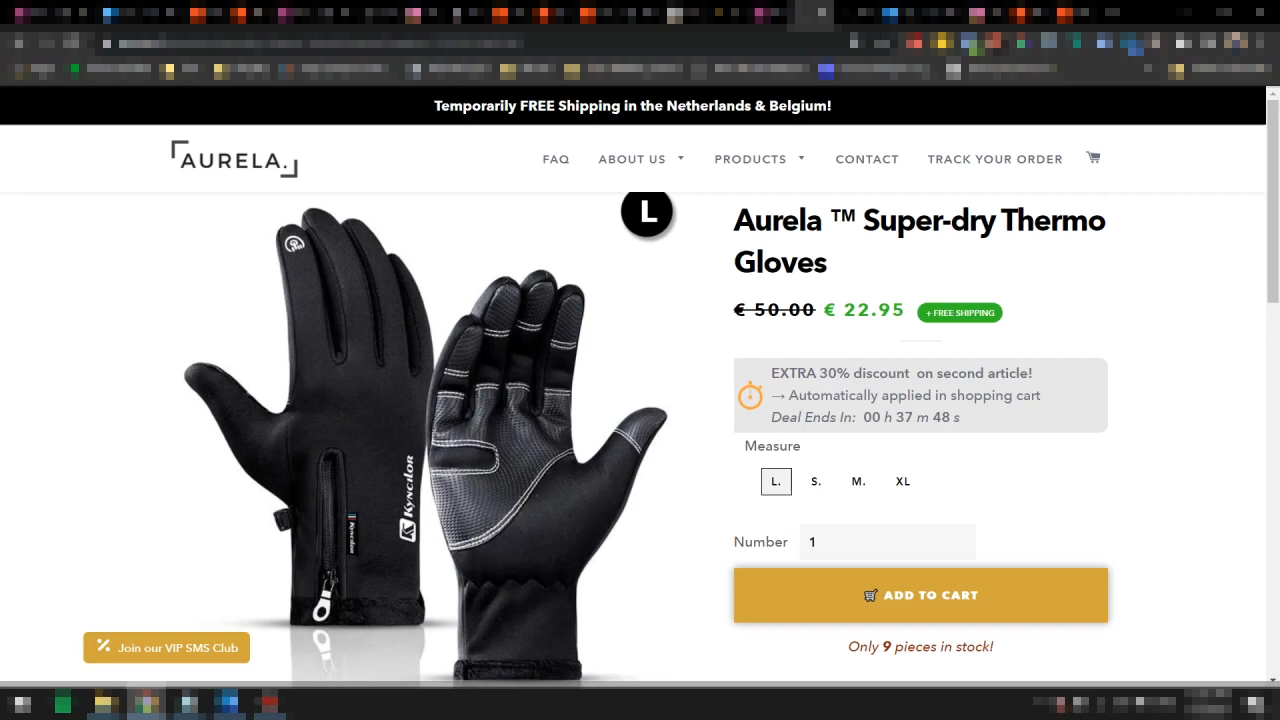 Temporarily FREE Shipping in the Netherlands & Belgium!
AURELA.
FAQ
ABOUT US
PRODUCTS
CONTACT
TRACK YOUR ORDER
L
Aurela ™ Super-dry Thermo
Gloves
€ 50.00 € 22.95 + FREE SHIPPING
EXTRA 30% discount on second article!
→ Automatically applied in shopping cart
Deal Ends In: 00 h 37 m 48 s
Measure
L. S. M. XL
Number 1
ADD TO CART
Only 9 pieces in stock!
Kyncilor
Kyncilor
Join our VIP SMS Club